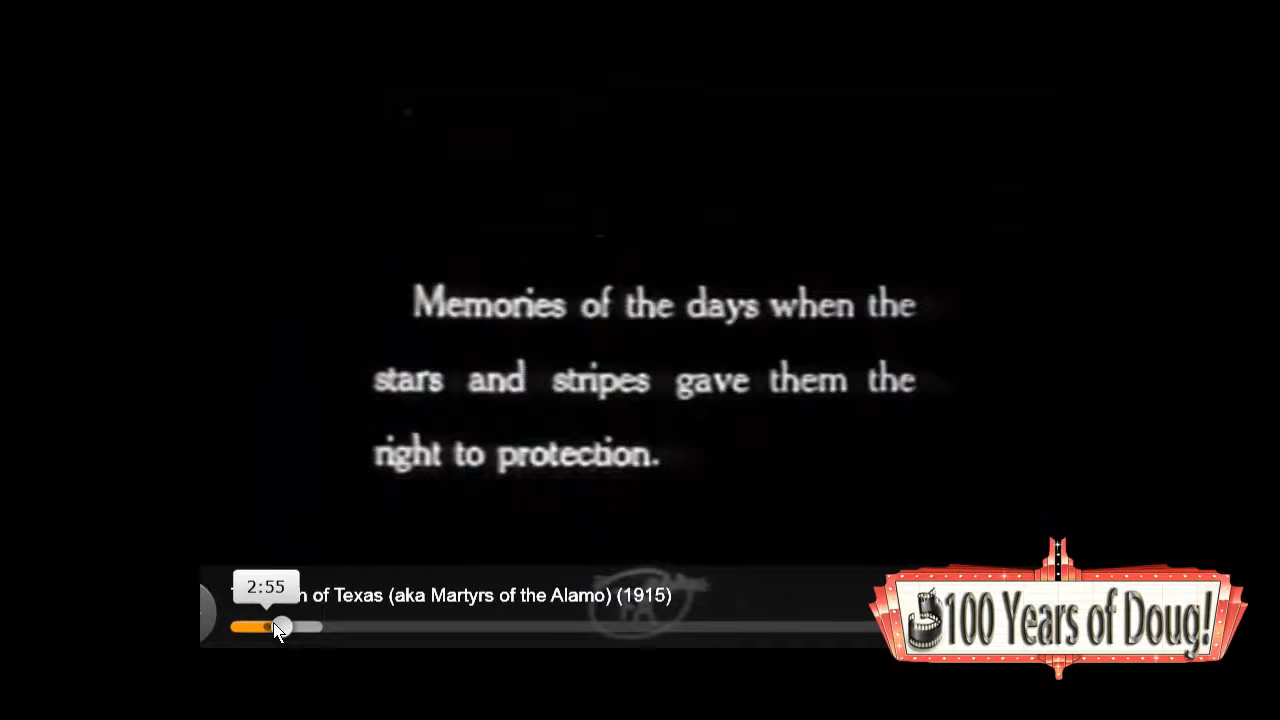 Memories of the days when the
stars and stripes gave them the
right to protection.
2:55
of Texas (aka Martyrs of the Alamo) (1915)
100 Years of Doug!